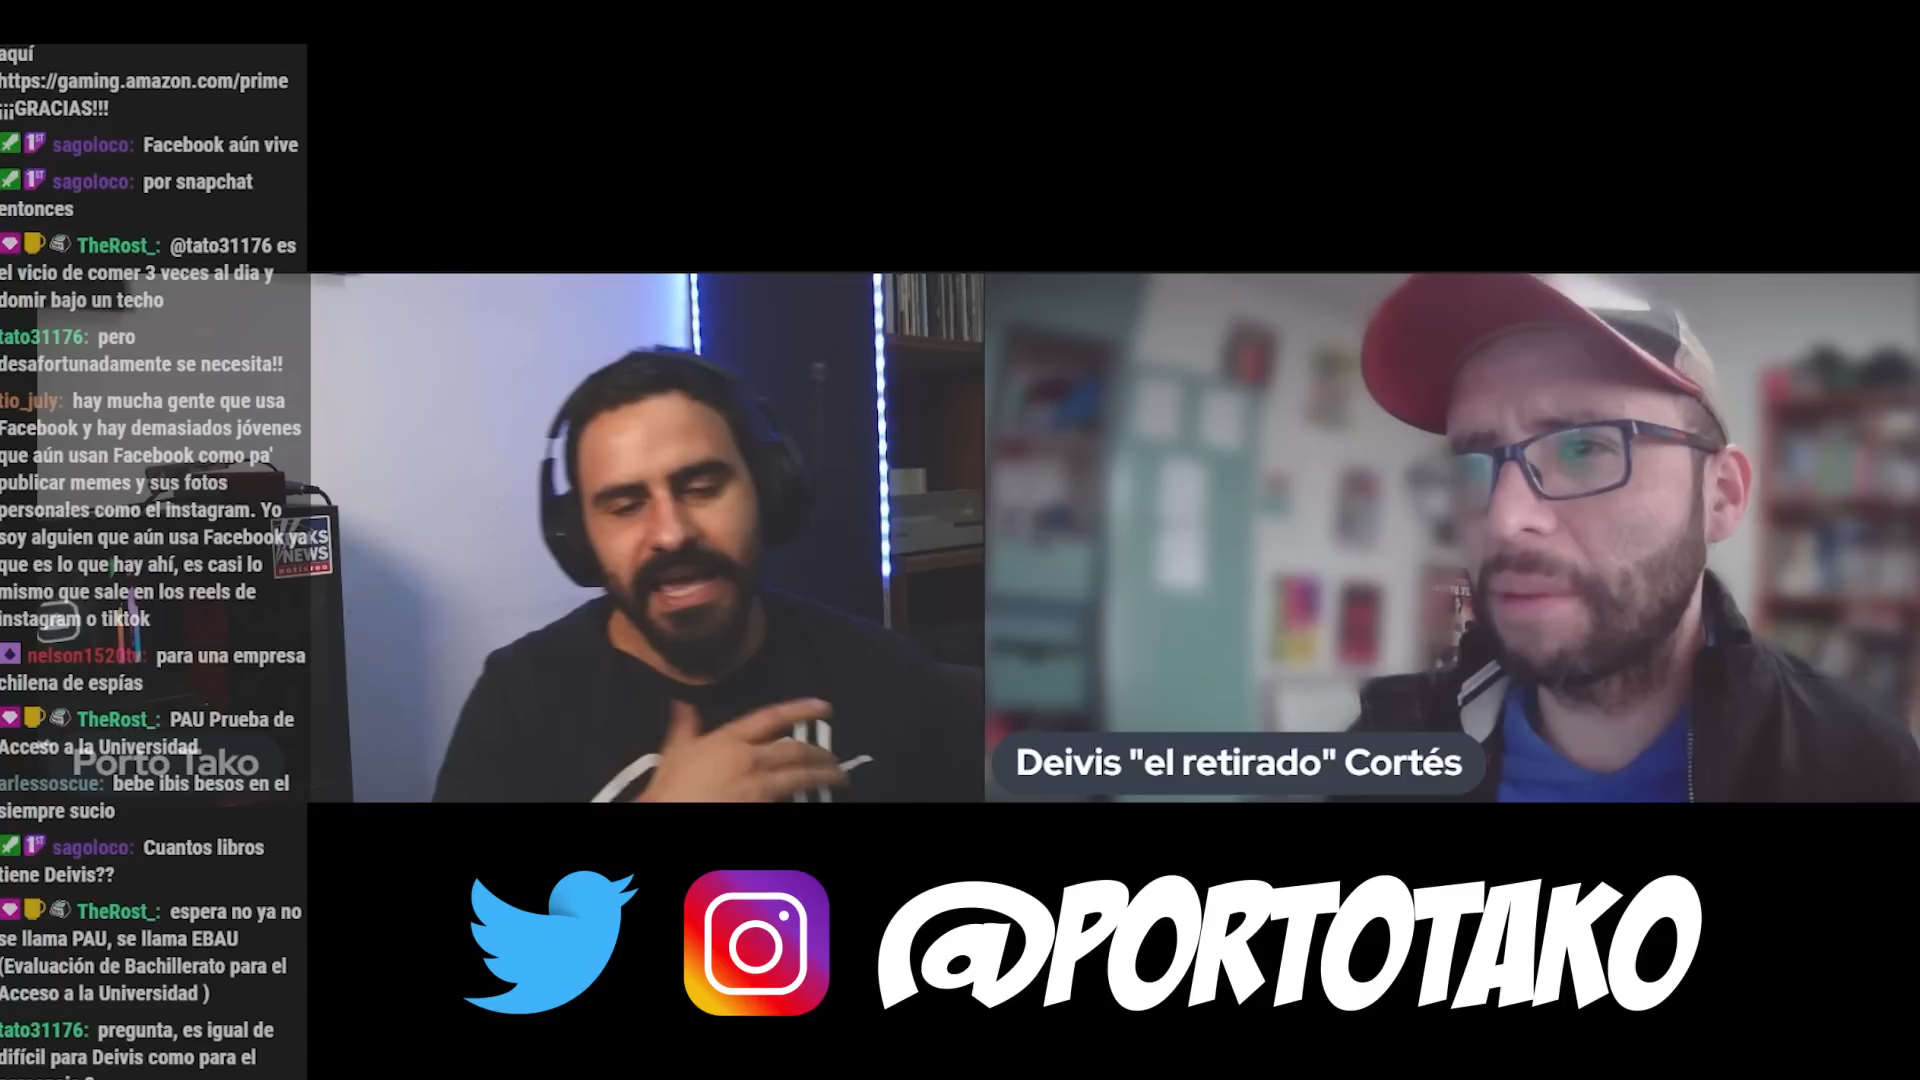 aquí
https://gaming.amazon.com/prime
¡¡¡GRACIAS!!!
sagoloco: Facebook aún vive
sagoloco: por snapchat
entonces
TheRost_: @tato31176 es
el vicio de comer 3 veces al dia y
domir bajo un techo
tato31176: pero
desafortunadamente se necesita!!
tio_july: hay mucha gente que usa
Facebook y hay demasiados jóvenes
que aún usan Facebook como pa'
publicar memes y sus fotos
personales como el instagram. Yo
soy alguien que aún usa Facebook ya
que es lo que hay ahí, es casi lo
mismo que sale en los reels de
instagram o tiktok
nelson1520tv: para una empresa
chilena de espías
TheRost_: PAU Prueba de
Acceso a la Universidad
arlessoscue: bebe ibis besos en el
siempre sucio
sagoloco: Cuantos libros
tiene Deivis??
TheRost_: espera no ya no
se llama PAU, se llama EBAU
(Evaluación de Bachillerato para el
Acceso a la Universidad )
tato31176: pregunta, es igual de
difícil para Deivis como para el
NEWS
noticron
Porto Tako
Deivis "el retirado" Cortés
@PORTOTAKO